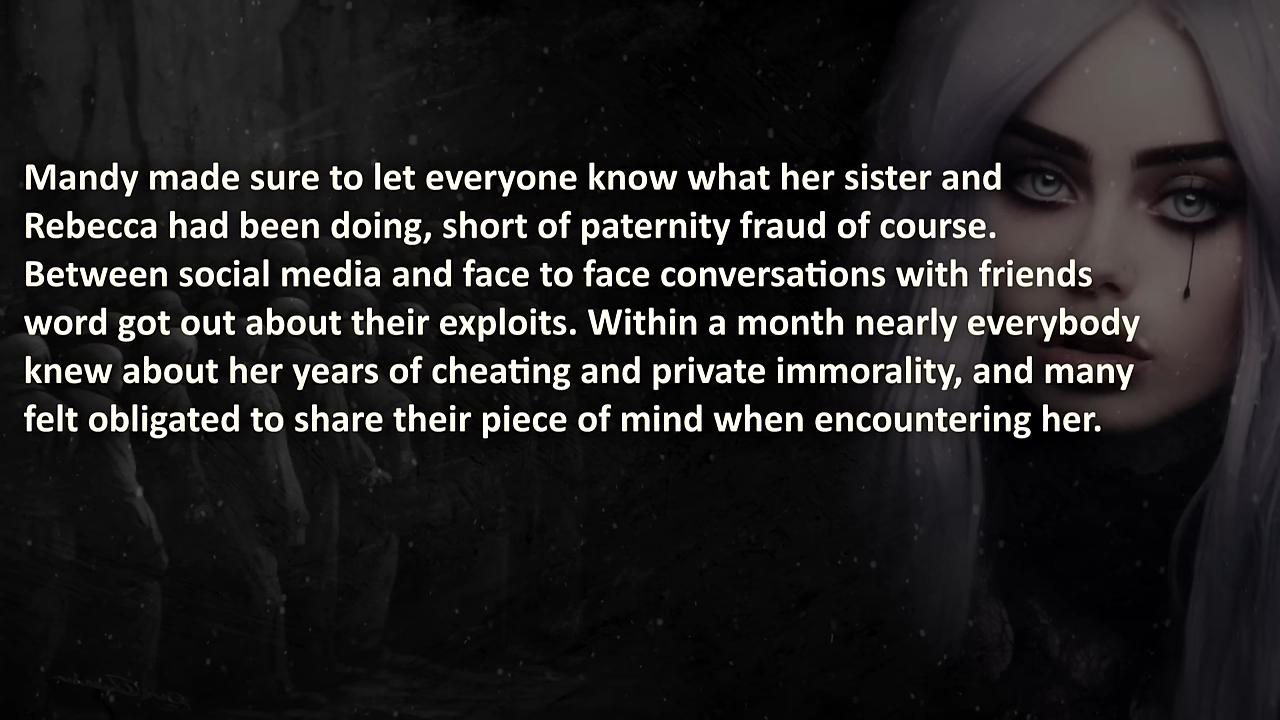 Mandy made sure to let everyone know what her sister and
Rebecca had been doing, short of paternity fraud of course.
Between social media and face to face conversations with friends
word got out about their exploits. Within a month nearly everybody
knew about her years of cheating and private immorality, and many
felt obligated to share their piece of mind when encountering her.